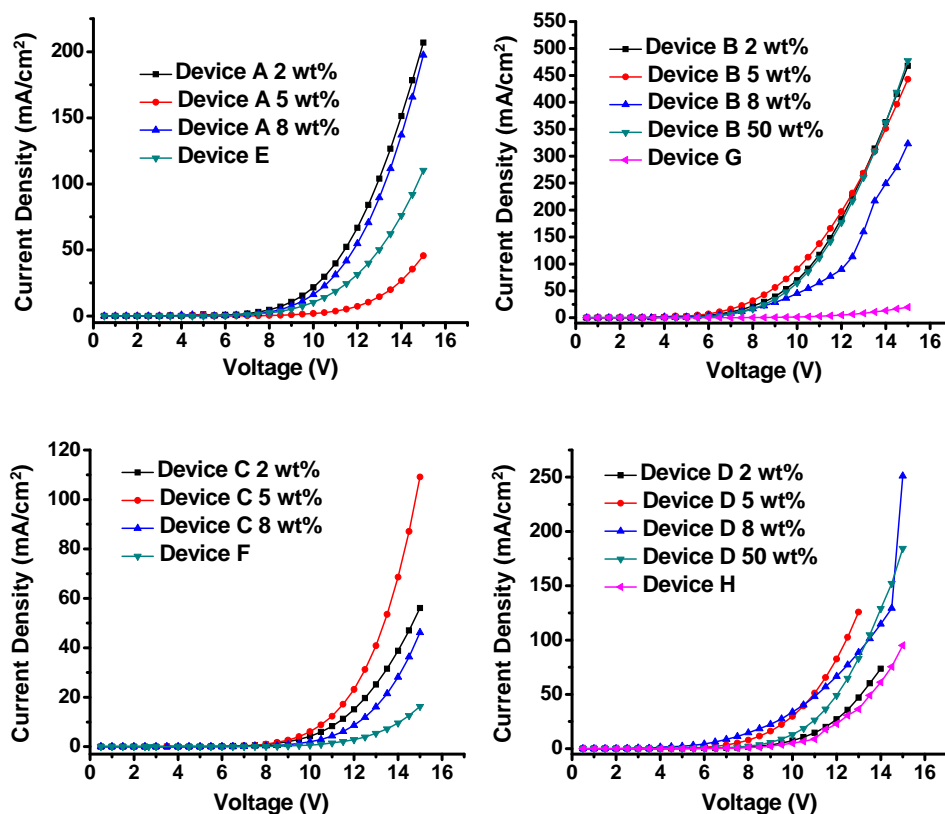 Current Density (mA/cm²)
200
150
100
50
0
Device A 2 wt%
Device A 5 wt%
Device A 8 wt%
Device E
0 2 4 6 8 10 12 14 16
Voltage (V)
Current Density (mA/cm²)
550
500
450
400
350
300
250
200
150
100
50
0
Device B 2 wt%
Device B 5 wt%
Device B 8 wt%
Device B 50 wt%
Device G
0 2 4 6 8 10 12 14 16
Voltage (V)
Current Density (mA/cm²)
120
100
80
60
40
20
0
Device C 2 wt%
Device C 5 wt%
Device C 8 wt%
Device F
0 2 4 6 8 10 12 14 16
Voltage (V)
Current Density (mA/cm²)
250
200
150
100
50
0
Device D 2 wt%
Device D 5 wt%
Device D 8 wt%
Device D 50 wt%
Device H
0 2 4 6 8 10 12 14 16
Voltage (V)